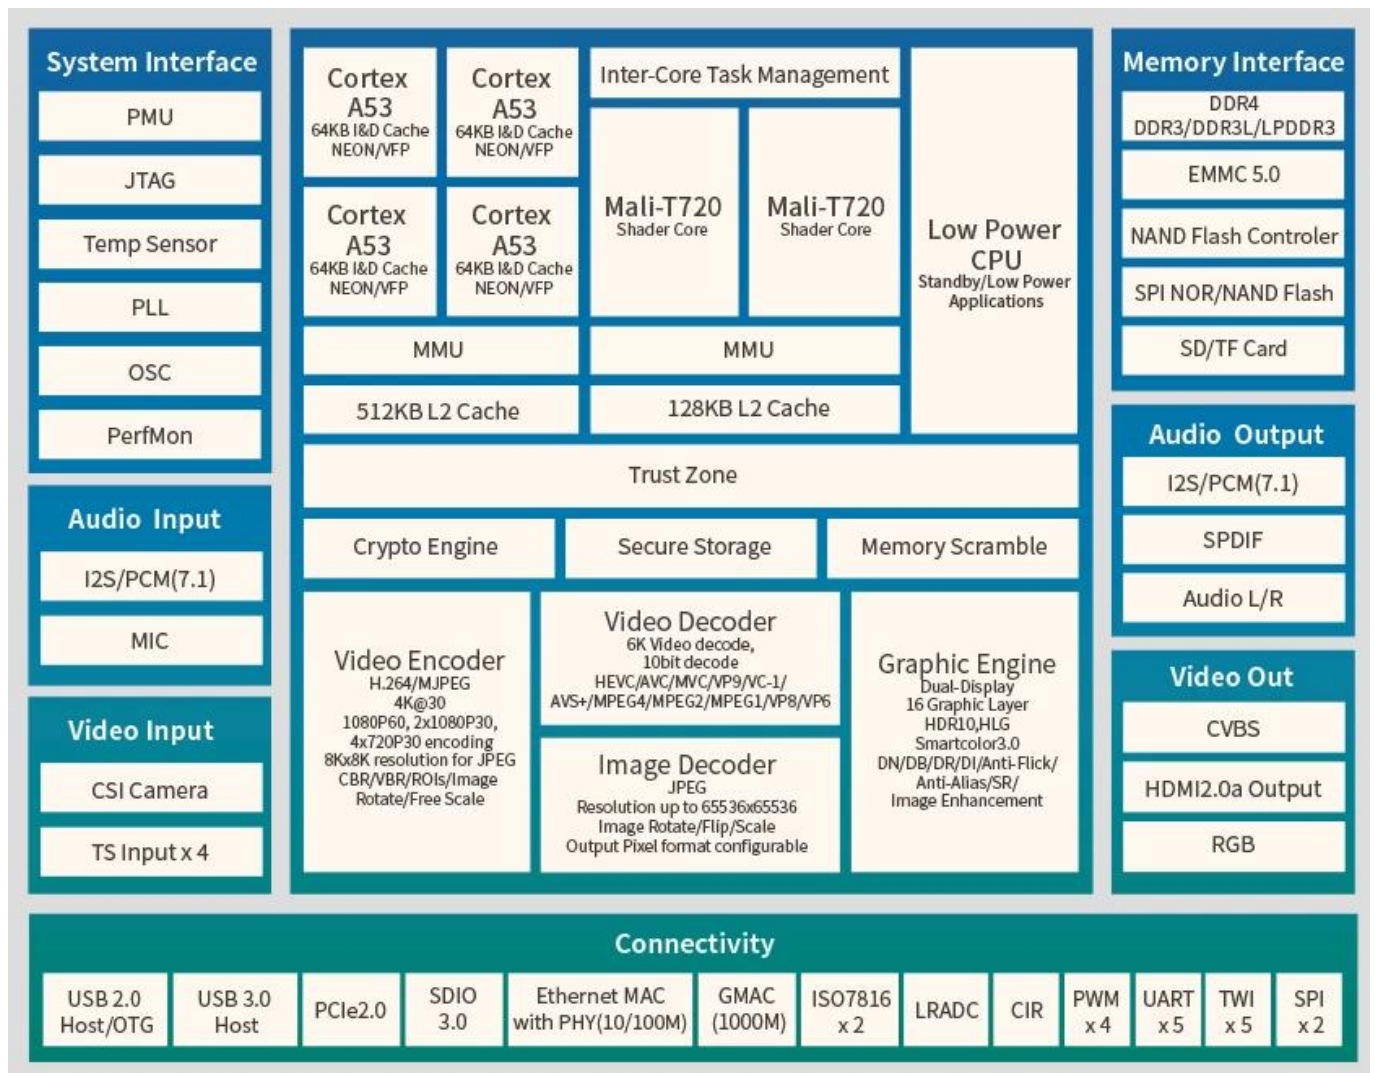 System Interface
PMU
JTAG
Temp Sensor
PLL
OSC
PerfMon
Audio Input
I2S/PCM(7.1)
MIC
Video Input
CSI Camera
TS Input x 4
Cortex
A53
64KB I&D Cache
NEON/VFP
Cortex
A53
64KB I&D Cache
NEON/VFP
Cortex
A53
64KB I&D Cache
NEON/VFP
Cortex
A53
64KB I&D Cache
NEON/VFP
MMU
512KB L2 Cache
Inter-Core Task Management
Mali-T720
Shader Core
Mali-T720
Shader Core
MMU
128KB L2 Cache
Low Power
CPU
Standby/Low Power
Applications
Trust Zone
Crypto Engine
Secure Storage
Memory Scramble
Video Encoder
H.264/MJPEG
4K@30
1080P60, 2x1080P30,
4x720P30 encoding
8Kx8K resolution for JPEG
CBR/VBR/ROIs/Image
Rotate/Free Scale
Video Decoder
6K Video decode,
10bit decode
HEVC/AVC/MVC/VP9/VC-1/
AVS+/MPEG4/MPEG2/MPEG1/VP8/VP6
Image Decoder
JPEG
Resolution up to 65536x65536
Image Rotate/Flip/Scale
Output Pixel format configurable
Graphic Engine
Dual-Display
16 Graphic Layer
HDR10,HLG
Smartcolor3.0
DN/DB/DR/DI/Anti-Flick/
Anti-Alias/SR/
Image Enhancement
Memory Interface
DDR4
DDR3/DDR3L/LPDDR3
EMMC 5.0
NAND Flash Controler
SPI NOR/NAND Flash
SD/TF Card
Audio Output
I2S/PCM(7.1)
SPDIF
Audio L/R
Video Out
CVBS
HDMI2.0a Output
RGB
Connectivity
USB 2.0
Host/OTG
USB 3.0
Host
PCIe2.0
SDIO
3.0
Ethernet MAC
with PHY(10/100M)
GMAC
(1000M)
ISO7816
x 2
LRADC
CIR
PWM
x 4
UART
x 5
TWI
x 5
SPI
x 2